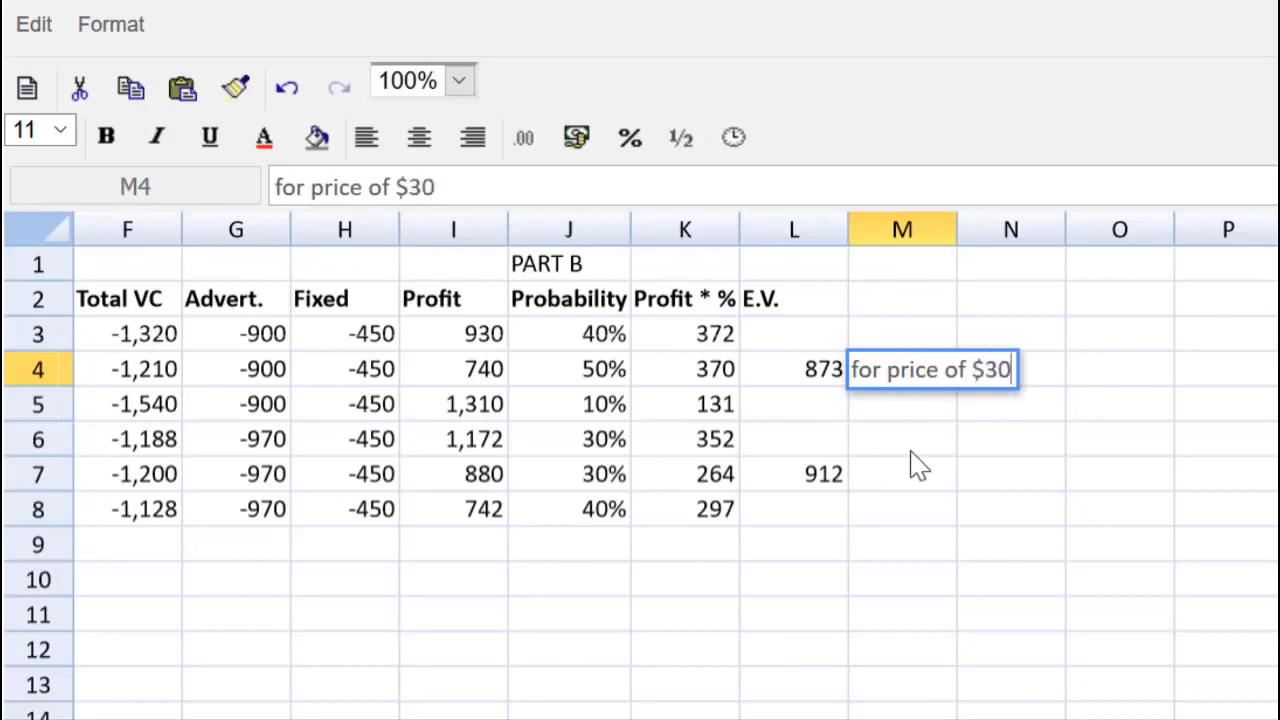 Edit Format
100%
11 B I U A .00 % 1/2
M4 for price of $30
F G H I J K L M N O P
1 PART B
2 Total VC Advert. Fixed Profit Probability Profit * % E.V.
3 -1,320 -900 -450 930 40% 372
4 -1,210 -900 -450 740 50% 370 873 for price of $30
5 -1,540 -900 -450 1,310 10% 131
6 -1,188 -970 -450 1,172 30% 352
7 -1,200 -970 -450 880 30% 264 912
8 -1,128 -970 -450 742 40% 297
9
10
11
12
13
14